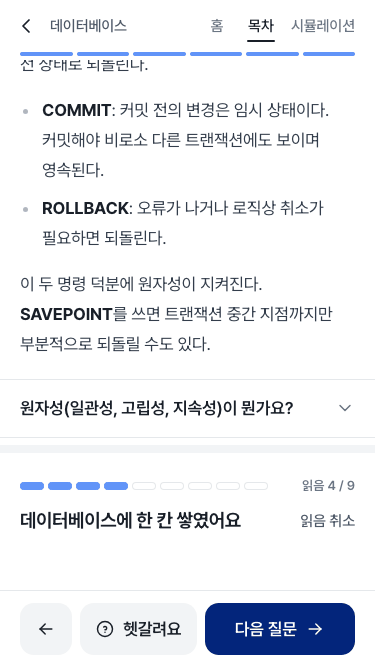 데이터베이스
홈
목차
시뮬레이션
션 상태로 되돌린다.
COMMIT: 커밋 전의 변경은 임시 상태이다.
커밋해야 비로소 다른 트랜잭션에도 보이며
영속된다.
ROLLBACK: 오류가 나거나 로직상 취소가
필요하면 되돌린다.
이 두 명령 덕분에 원자성이 지켜진다.
SAVEPOINT를 쓰면 트랜잭션 중간 지점까지만
부분적으로 되돌릴 수도 있다.
원자성(일관성, 고립성, 지속성)이 뭔가요?
읽음 4 / 9
데이터베이스에 한 칸 쌓였어요
읽음 취소
헷갈려요
다음 질문